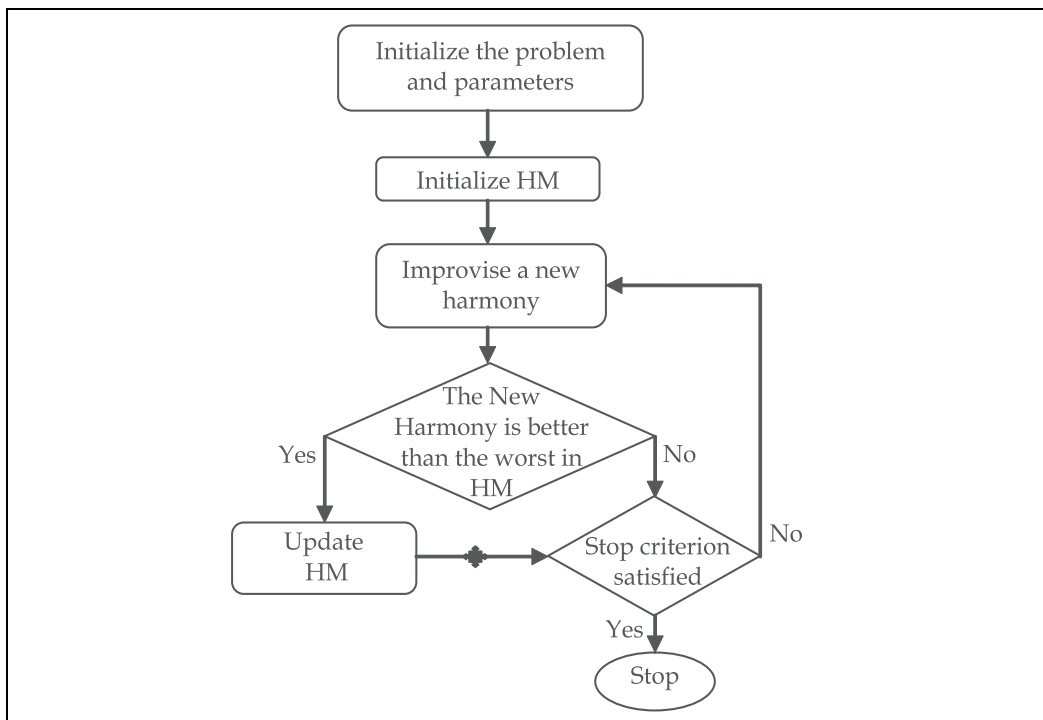 Initialize the problem
and parameters
Initialize HM
Improvise a new
harmony
The New
Harmony is better
than the worst in
HM
Yes
No
Update
HM
Stop criterion
satisfied
No
Yes
Stop